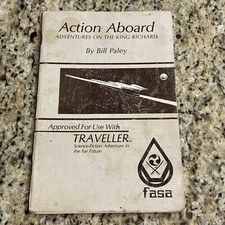 Action Aboard
ADVENTURES ON THE KING RICHARD
By Bill Paley
Approved For Use With
TRAVELLER™
Science-Fiction Adventure in
the Far Future
fasa